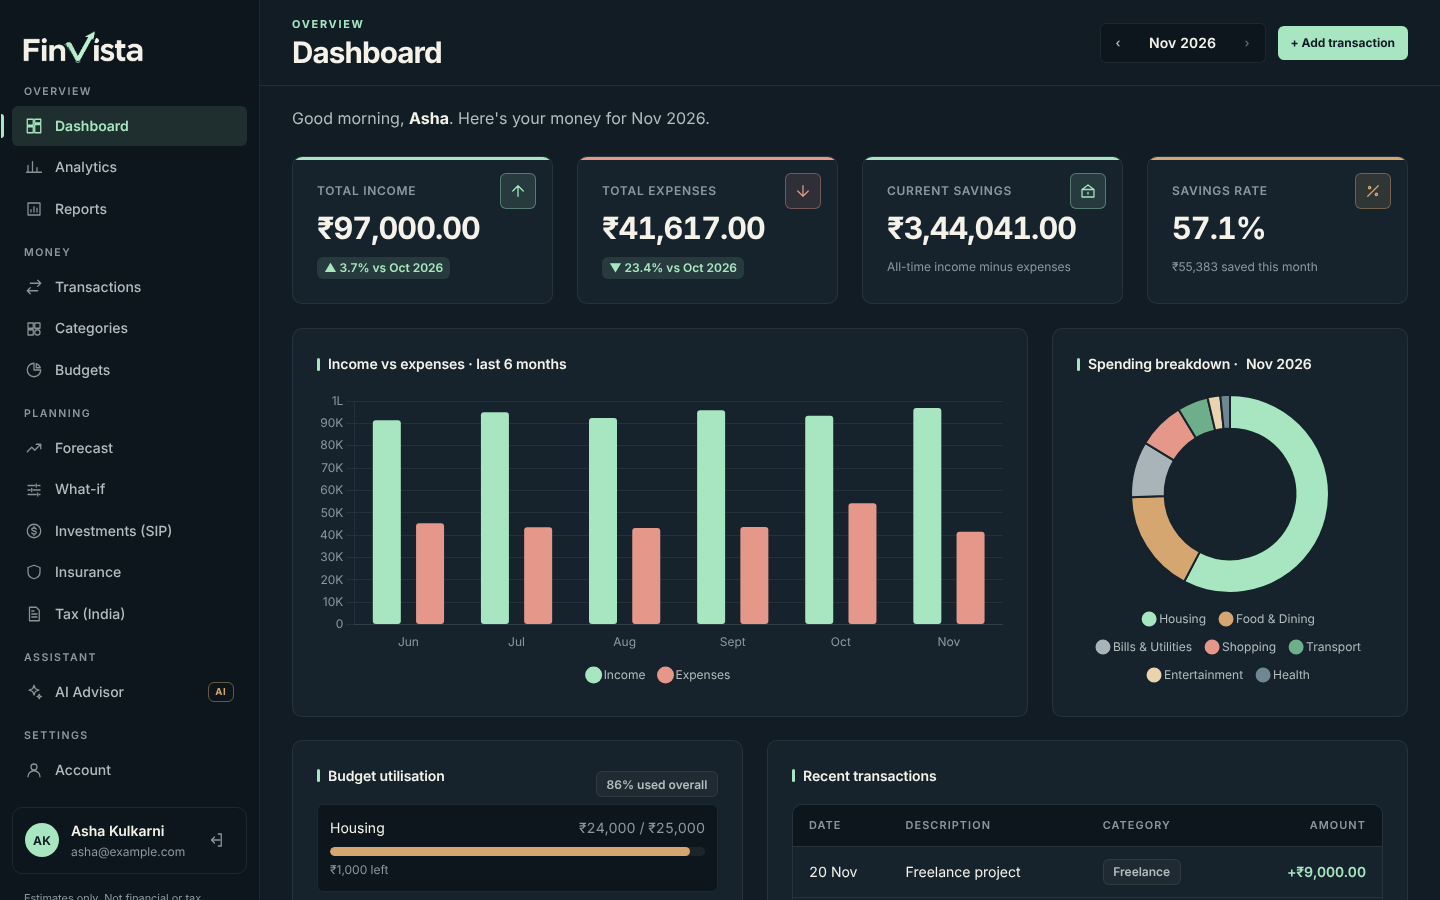 FinVista
OVERVIEW
Dashboard
Analytics
Reports
MONEY
Transactions
Categories
Budgets
PLANNING
Forecast
What-if
Investments (SIP)
Insurance
Tax (India)
ASSISTANT
AI Advisor
AI
SETTINGS
Account
AK
Asha Kulkarni
asha@example.com
Estimates only. Not financial or tax
OVERVIEW
Dashboard
‹ Nov 2026 ›
+ Add transaction
Good morning, Asha. Here's your money for Nov 2026.
TOTAL INCOME
₹97,000.00
▲ 3.7% vs Oct 2026
TOTAL EXPENSES
₹41,617.00
▼ 23.4% vs Oct 2026
CURRENT SAVINGS
₹3,44,041.00
All-time income minus expenses
SAVINGS RATE
57.1%
₹55,383 saved this month
Income vs expenses · last 6 months
1L
90K
80K
70K
60K
50K
40K
30K
20K
10K
0
Jun Jul Aug Sept Oct Nov
Income Expenses
Spending breakdown · Nov 2026
Housing Food & Dining
Bills & Utilities Shopping Transport
Entertainment Health
Budget utilisation
86% used overall
Housing ₹24,000 / ₹25,000
₹1,000 left
Recent transactions
DATE DESCRIPTION CATEGORY AMOUNT
20 Nov Freelance project Freelance +₹9,000.00